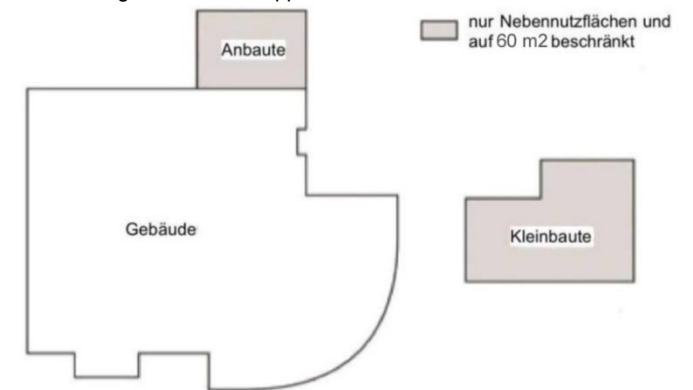 nur Nebennutzflächen und
auf 60 m2 beschränkt
Anbaute
Gebäude
Kleinbaute